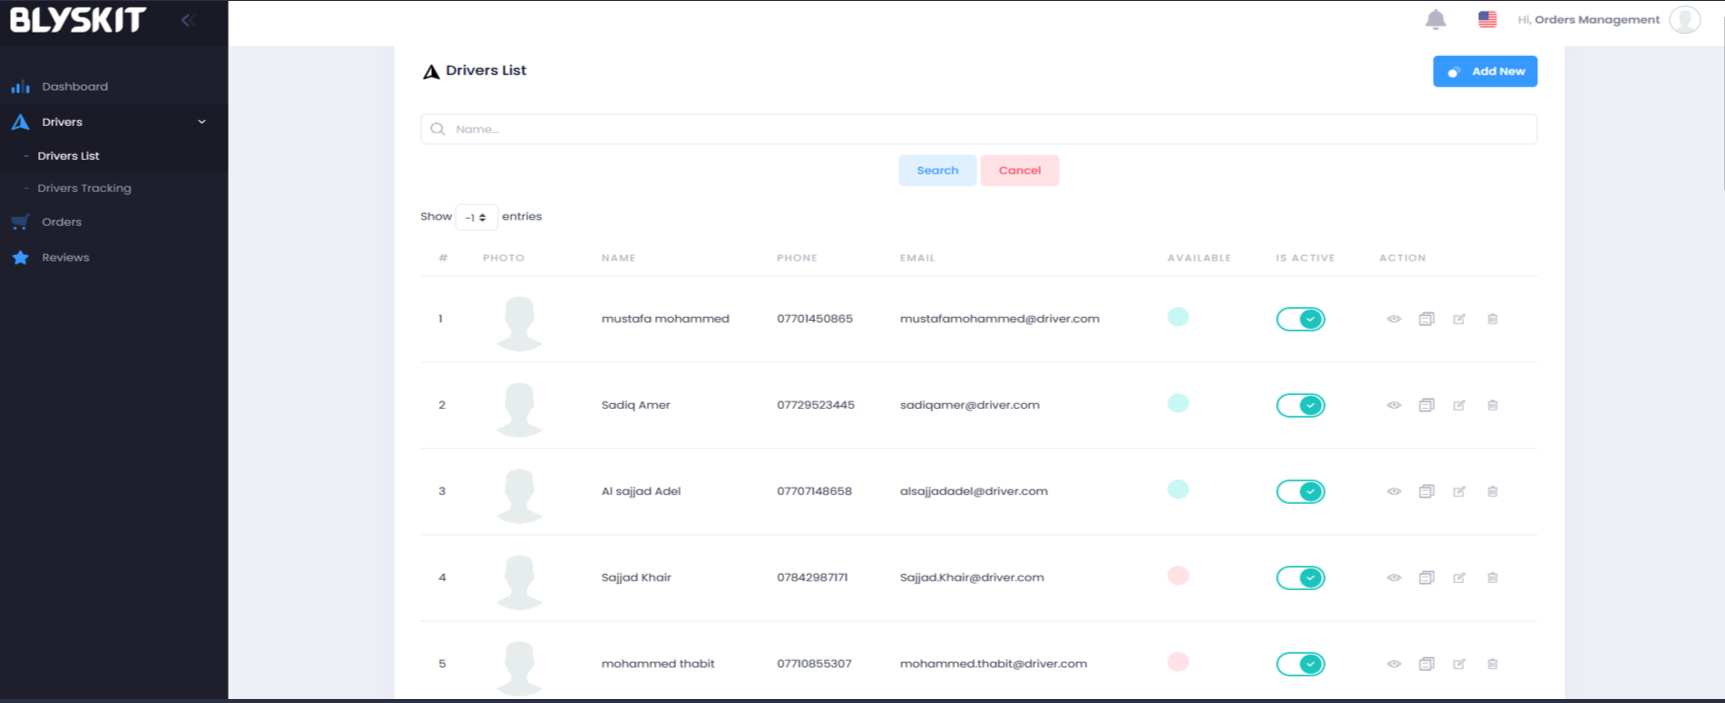 BLYSKIT
Hi, Orders Management
Dashboard
Drivers
- Drivers List
- Drivers Tracking
Orders
Reviews
Drivers List
Add New
Name...
Search Cancel
Show -1 entries
# PHOTO NAME PHONE EMAIL AVAILABLE IS ACTIVE ACTION
1 mustafa mohammed 07701450865 mustafamohammed@driver.com
2 Sadiq Amer 07729523445 sadiqamer@driver.com
3 Al sajjad Adel 07707148658 alsajjadadel@driver.com
4 Sajjad Khair 07842987171 Sajjad.Khair@driver.com
5 mohammed thabit 07710855307 mohammed.thabit@driver.com